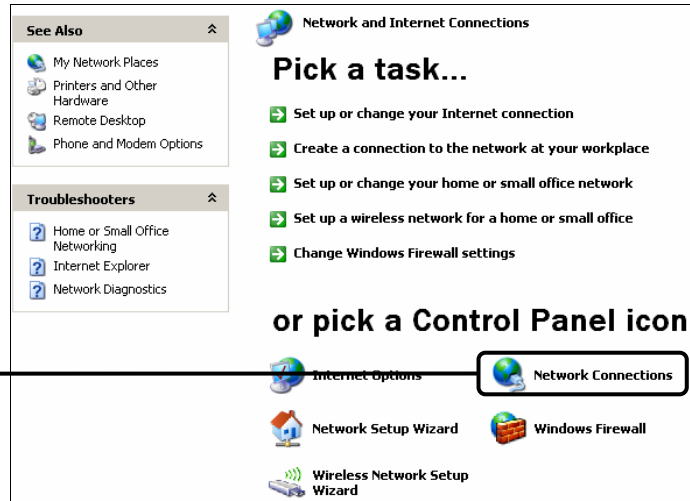 See Also
My Network Places
Printers and Other
Hardware
Remote Desktop
Phone and Modem Options
Troubleshooters
Home or Small Office
Networking
Internet Explorer
Network Diagnostics
Network and Internet Connections
Pick a task...
Set up or change your Internet connection
Create a connection to the network at your workplace
Set up or change your home or small office network
Set up a wireless network for a home or small office
Change Windows Firewall settings
or pick a Control Panel icon
Internet Options
Network Connections
Network Setup Wizard
Windows Firewall
Wireless Network Setup
Wizard